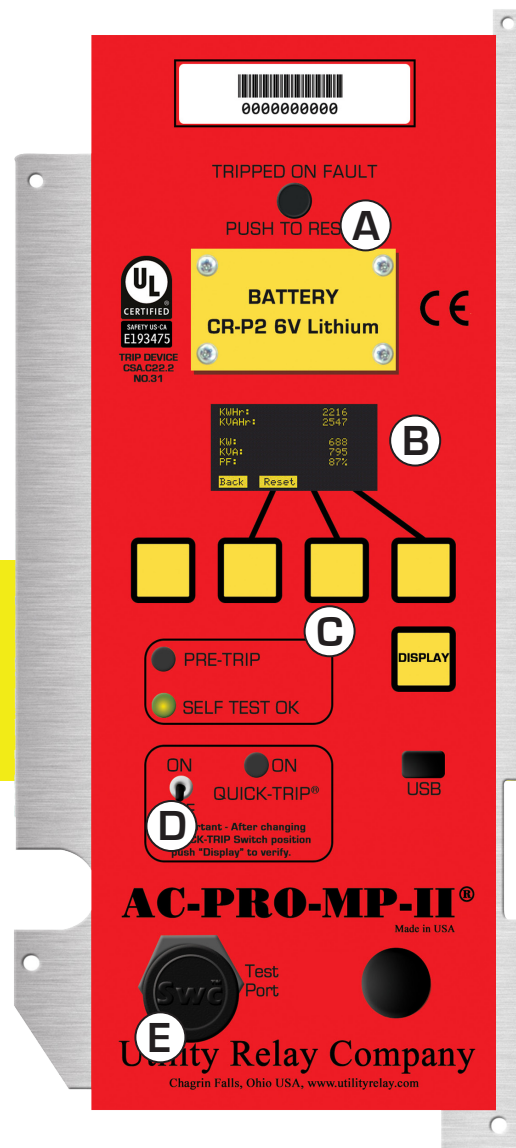 0000000000
TRIPPED ON FAULT
PUSH TO RES
A
UL
®
CERTIFIED
SAFETY US·CA
E193475
TRIP DEVICE
CSA.C22.2
NO.31
BATTERY
CR-P2 6V Lithium
CE
KWHr: 2216
KVAHr: 2547
KW: 688
KVA: 795
PF: 87%
Back Reset
B
C
DISPLAY
PRE-TRIP
SELF TEST OK
ON ON
QUICK-TRIP®
D
rtant - After changing
CK-TRIP Switch position
push "Display" to verify.
USB
AC-PRO-MP-II®
Made in USA
Swc
Test
Port
E
Utility Relay Company
Chagrin Falls, Ohio USA, www.utilityrelay.com